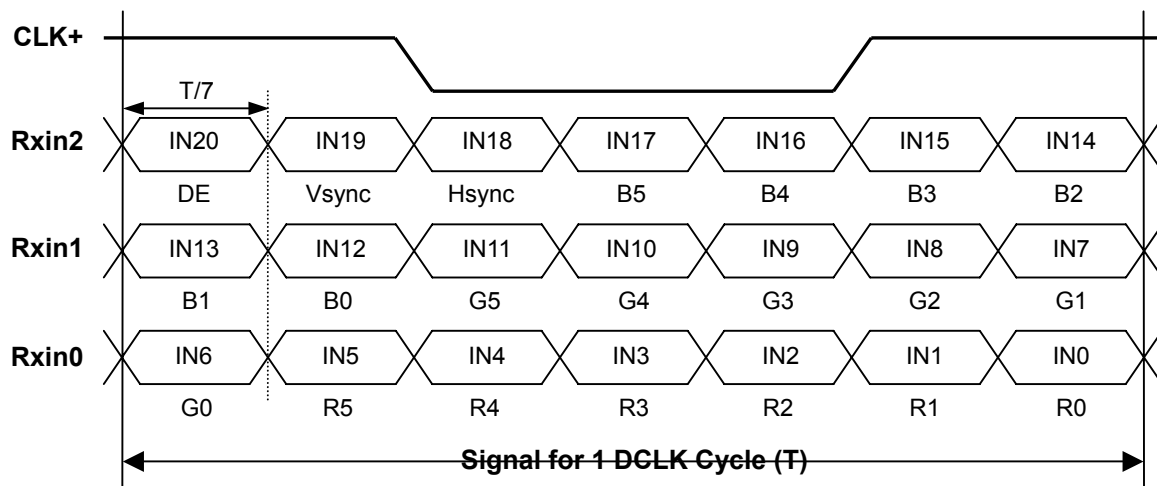 CLK+
T/7
Rxin2 IN20 IN19 IN18 IN17 IN16 IN15 IN14
DE Vsync Hsync B5 B4 B3 B2
Rxin1 IN13 IN12 IN11 IN10 IN9 IN8 IN7
B1 B0 G5 G4 G3 G2 G1
Rxin0 IN6 IN5 IN4 IN3 IN2 IN1 IN0
G0 R5 R4 R3 R2 R1 R0
Signal for 1 DCLK Cycle (T)